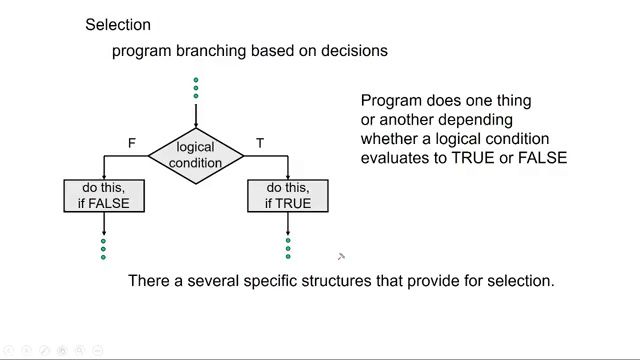 Selection
program branching based on decisions
Program does one thing
or another depending
whether a logical condition
evaluates to TRUE or FALSE
F
T
logical
condition
do this,
if FALSE
do this,
if TRUE
There a several specific structures that provide for selection.